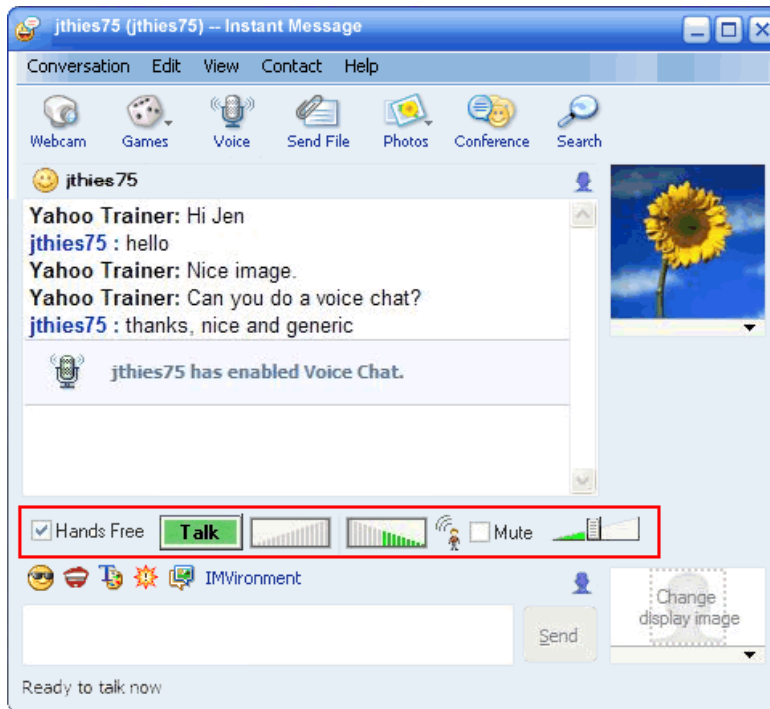 jthies75 (jthies75) -- Instant Message
Conversation Edit View Contact Help
Webcam Games Voice Send File Photos Conference Search
jthies75
Yahoo Trainer: Hi Jen
jthies75 : hello
Yahoo Trainer: Nice image.
Yahoo Trainer: Can you do a voice chat?
jthies75 : thanks, nice and generic
jthies75 has enabled Voice Chat.
Hands Free Talk Mute
IMVironment
Change
display image
Send
Ready to talk now